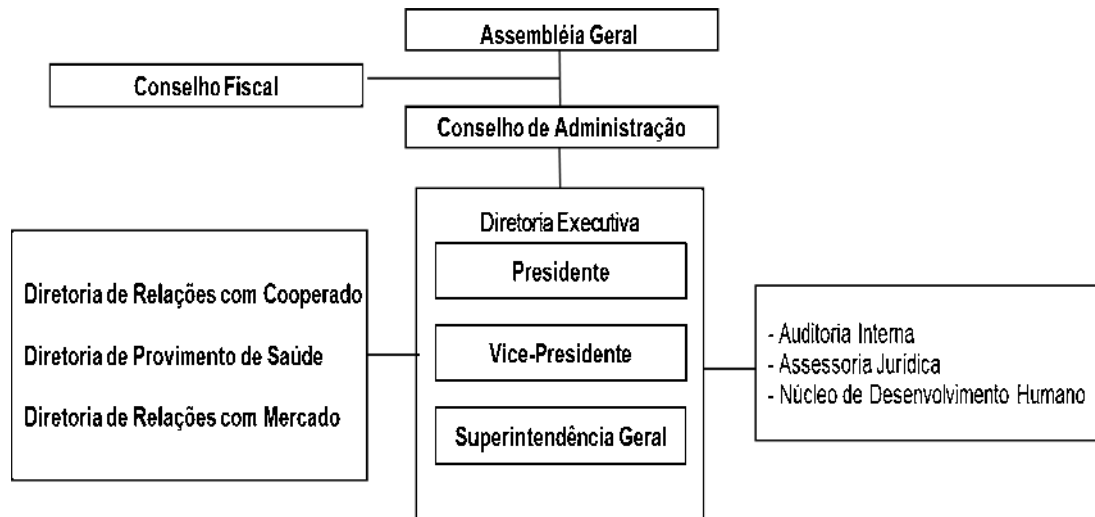 Assembléia Geral
Conselho Fiscal
Conselho de Administração
Diretoria Executiva
Presidente
Vice-Presidente
Superintendência Geral
Diretoria de Relações com Cooperado
Diretoria de Provimento de Saúde
Diretoria de Relações com Mercado
- Auditoria Interna
- Assessoria Jurídica
- Núcleo de Desenvolvimento Humano